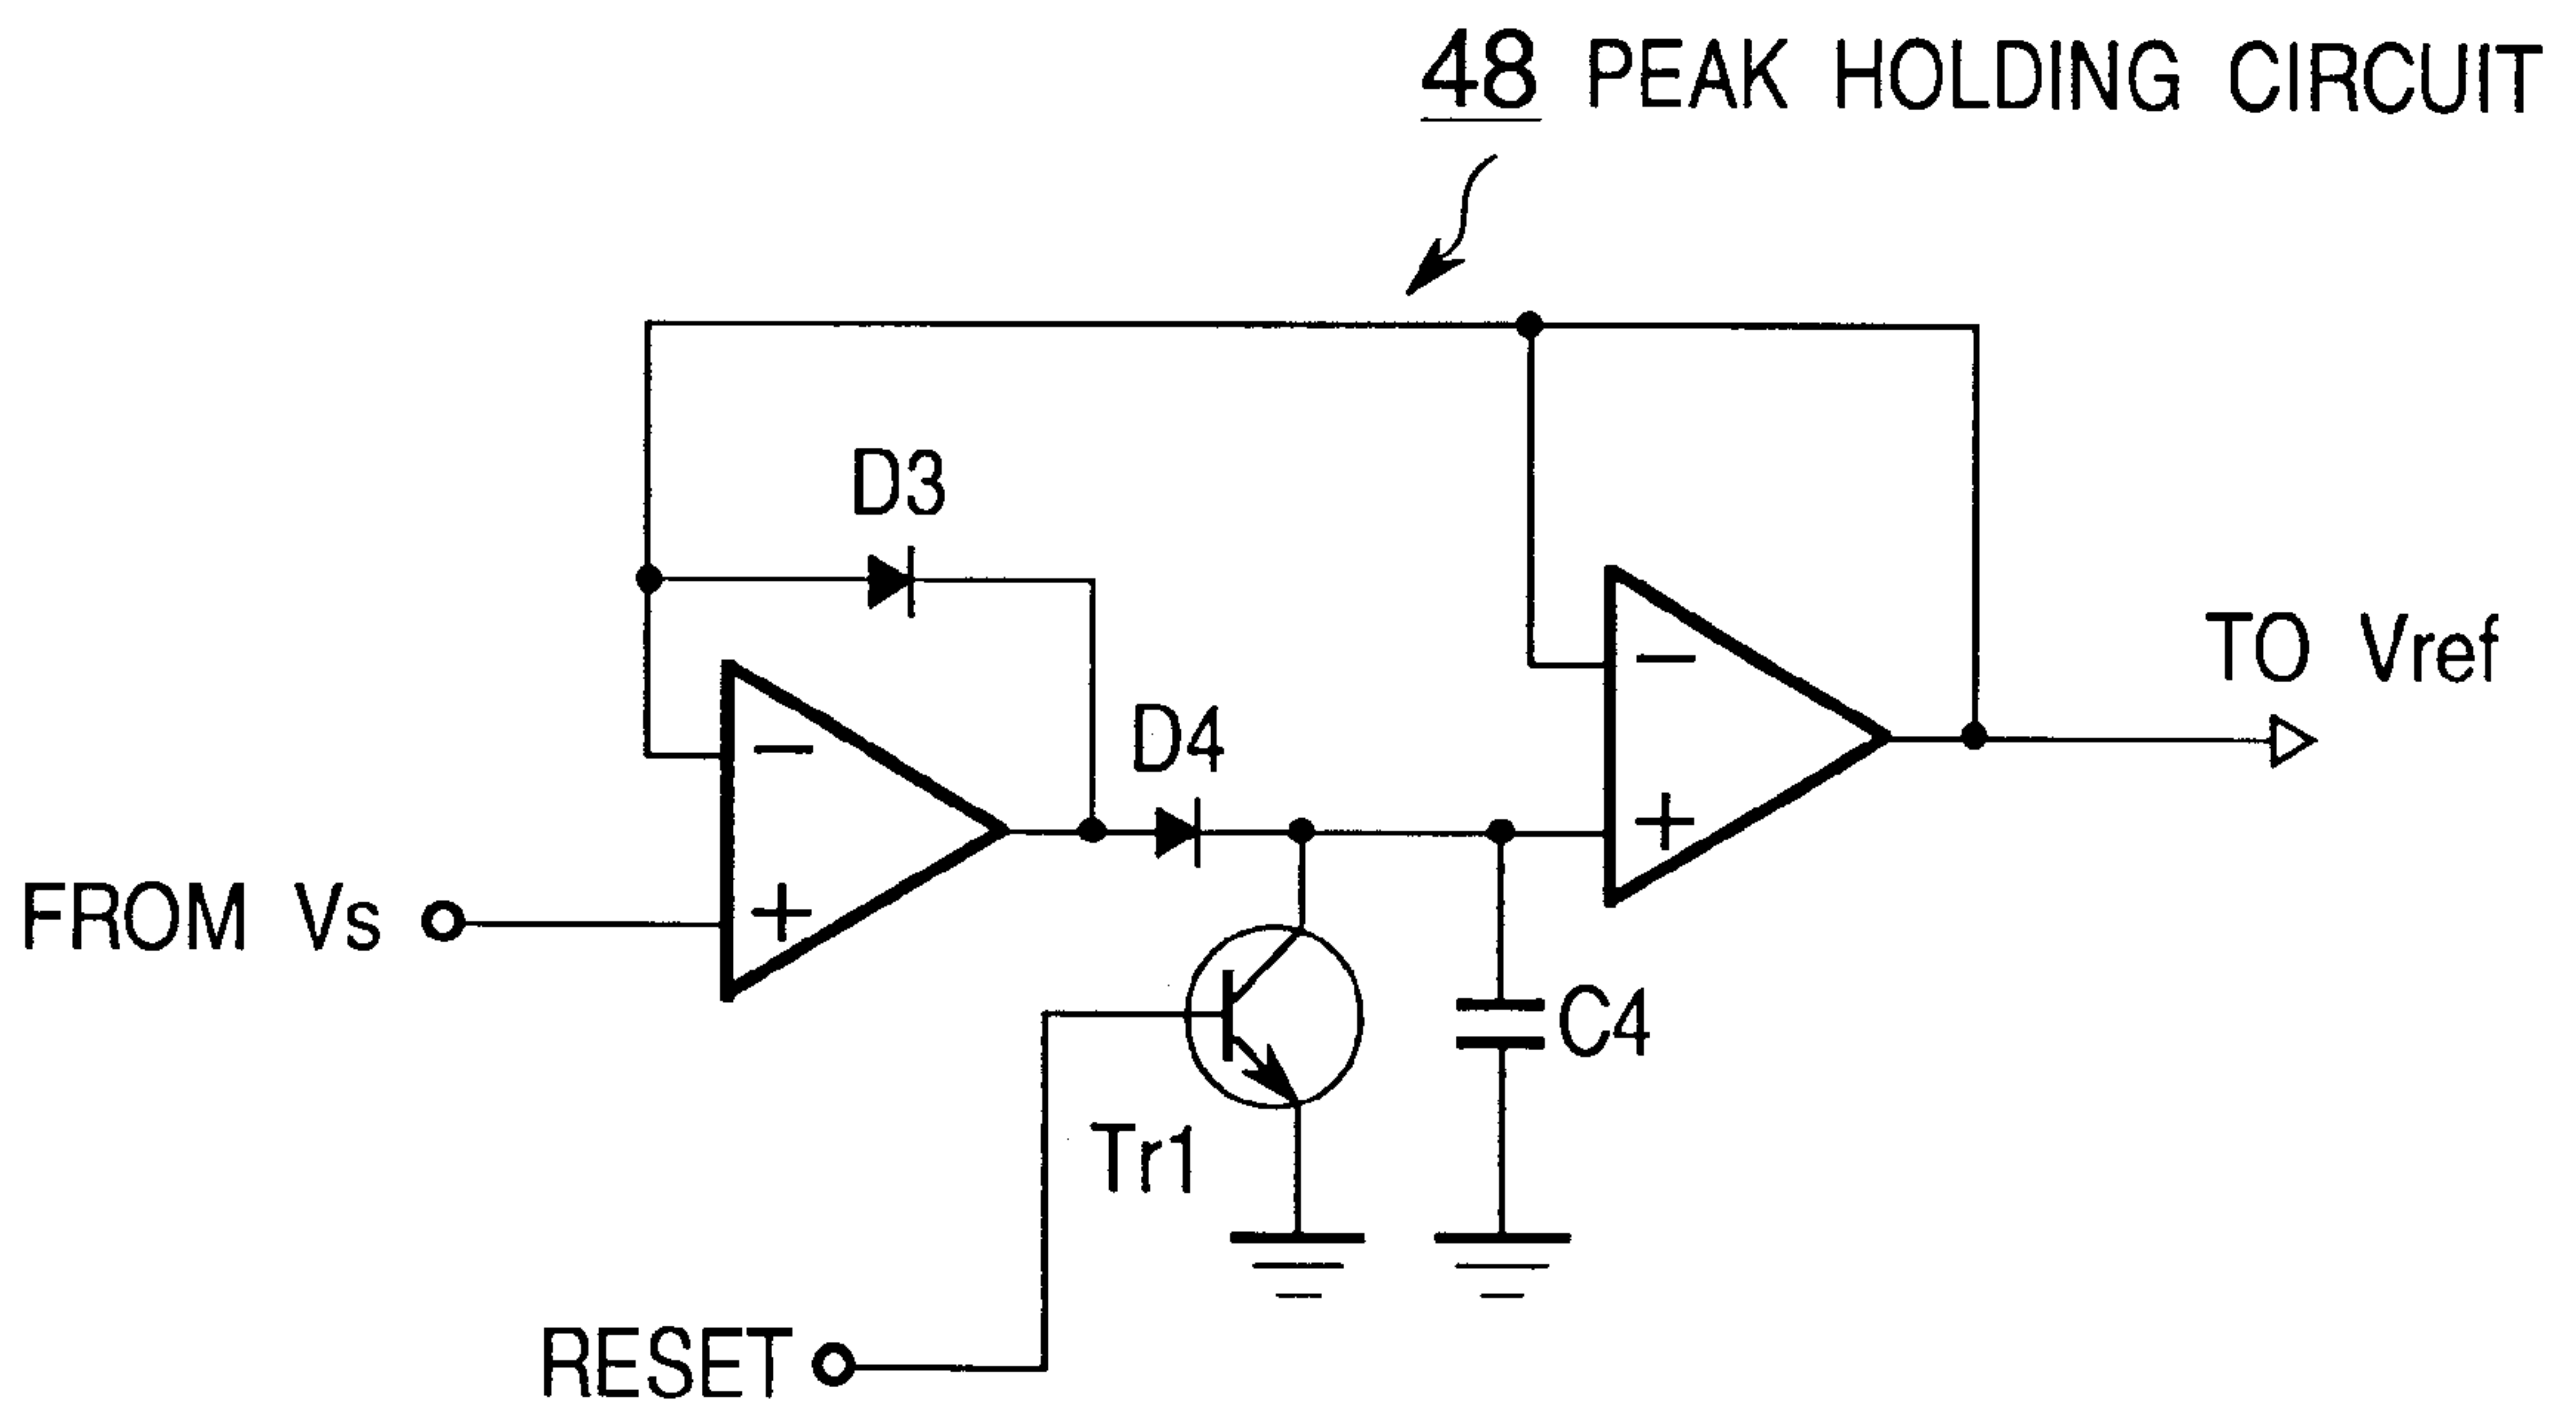 48 PEAK HOLDING CIRCUIT
D3
TO Vref
D4
−
−
+
+
FROM Vs
C4
Tr1
RESET